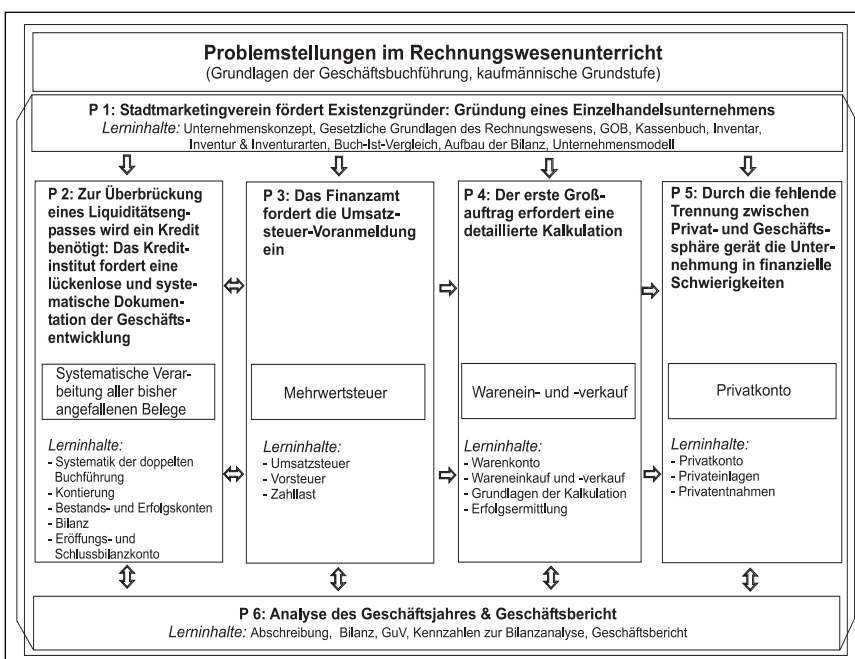 Problemstellungen im Rechnungswesenunterricht
(Grundlagen der Geschäftsbuchführung, kaufmännische Grundstufe)
P 1: Stadtmarketingverein fördert Existenzgründer: Gründung eines Einzelhandelsunternehmens
Lerninhalte: Unternehmenskonzept, Gesetzliche Grundlagen des Rechnungswesens, GOB, Kassenbuch, Inventar,
Inventur & Inventurarten, Buch-Ist-Vergleich, Aufbau der Bilanz, Unternehmensmodell
P 2: Zur Überbrückung
eines Liquiditätseng-
passes wird ein Kredit
benötigt: Das Kredit-
institut fordert eine
lückenlose und syste-
matische Dokumen-
tation der Geschäfts-
entwicklung
Systematische Verar-
beitung aller bisher
angefallenen Belege
Lerninhalte:
- Systematik der doppelten
Buchführung
- Kontierung
- Bestands- und Erfolgskonten
- Bilanz
- Eröffungs- und
Schlussbilanzkonto
P 3: Das Finanzamt
fordert die Umsatz-
steuer-Voranmeldung
ein
Mehrwertsteuer
Lerninhalte:
- Umsatzsteuer
- Vorsteuer
- Zahllast
P 4: Der erste Groß-
auftrag erfordert eine
detaillierte Kalkulation
Warenein- und -verkauf
Lerninhalte:
- Warenkonto
- Wareneinkauf und -verkauf
- Grundlagen der Kalkulation
- Erfolgsermittlung
P 5: Durch die fehlende
Trennung zwischen
Privat- und Geschäfts-
sphäre gerät die Unter-
nehmung in finanzielle
Schwierigkeiten
Privatkonto
Lerninhalte:
- Privatkonto
- Privateinlagen
- Privatentnahmen
P 6: Analyse des Geschäftsjahres & Geschäftsbericht
Lerninhalte: Abschreibung, Bilanz, GuV, Kennzahlen zur Bilanzanalyse, Geschäftsbericht